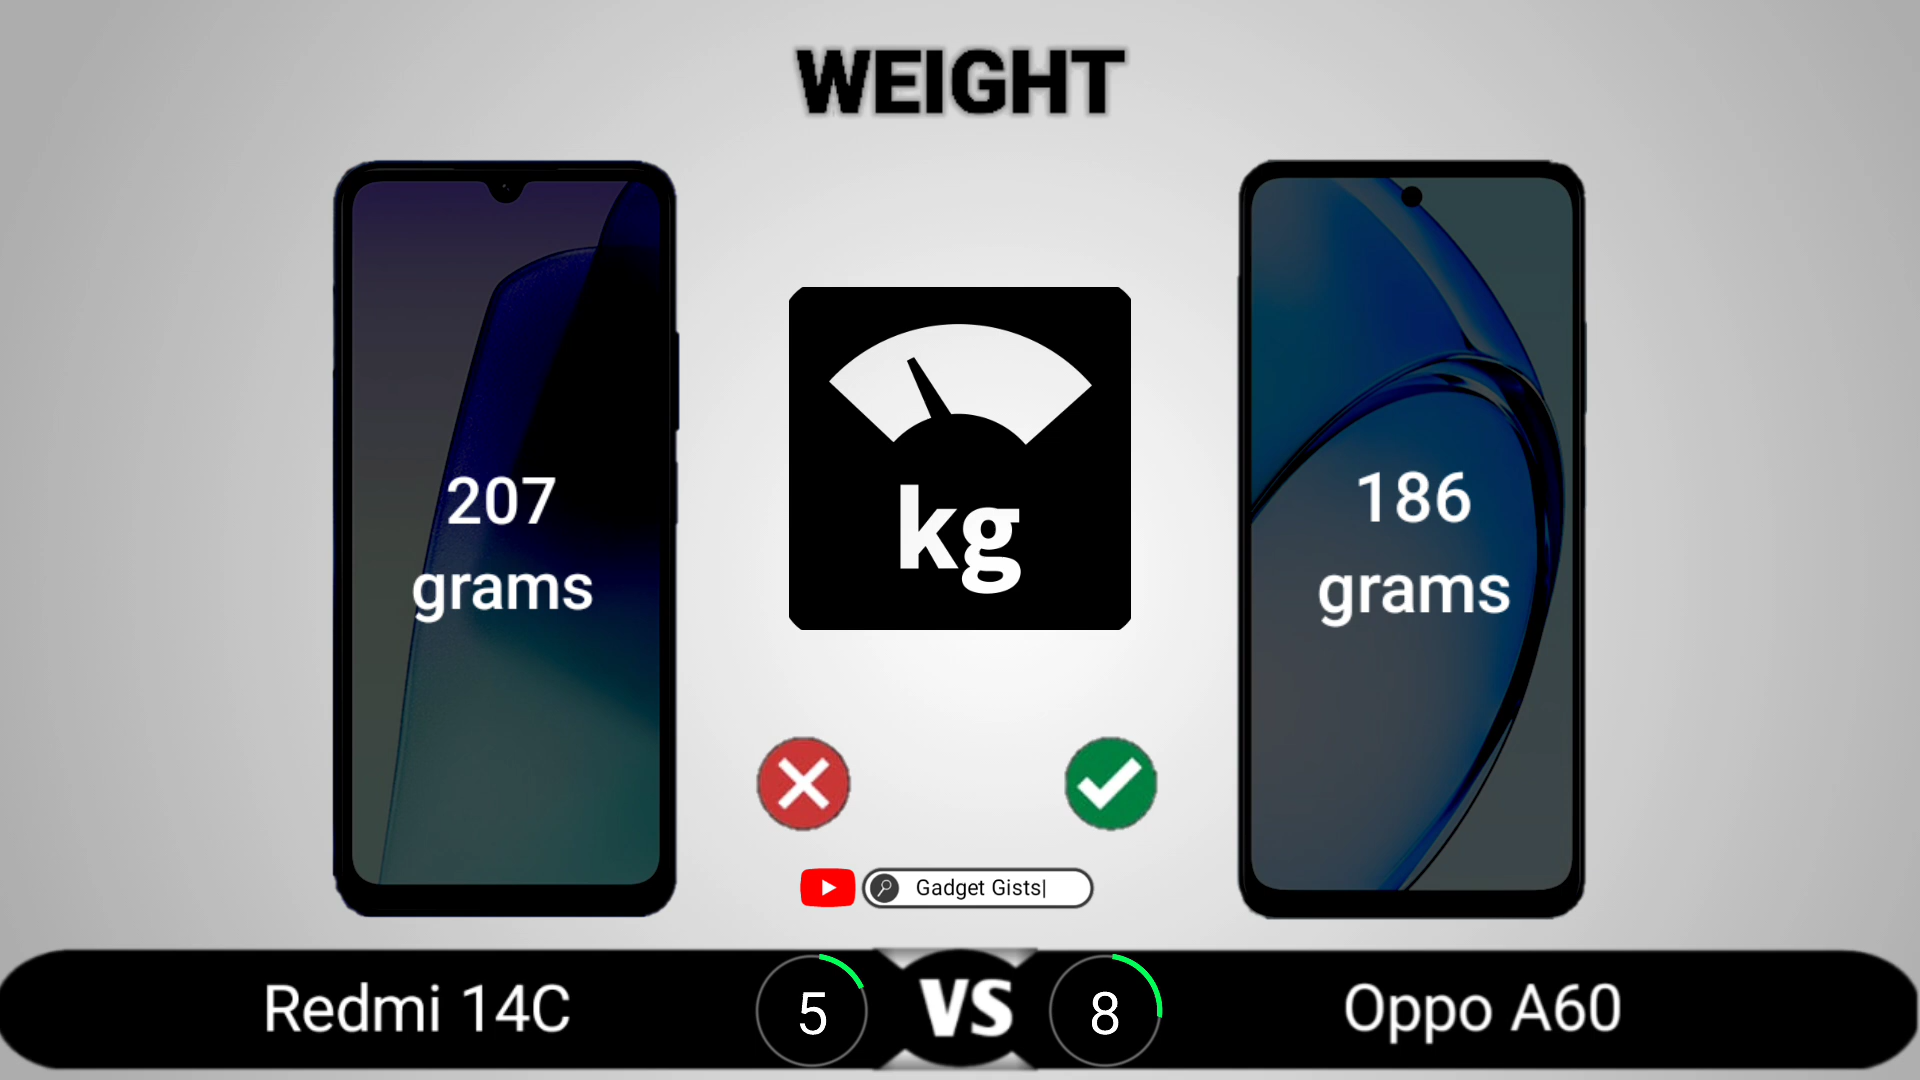 WEIGHT
207
grams
kg
186
grams
Gadget Gists|
Redmi 14C
5
VS
8
Oppo A60